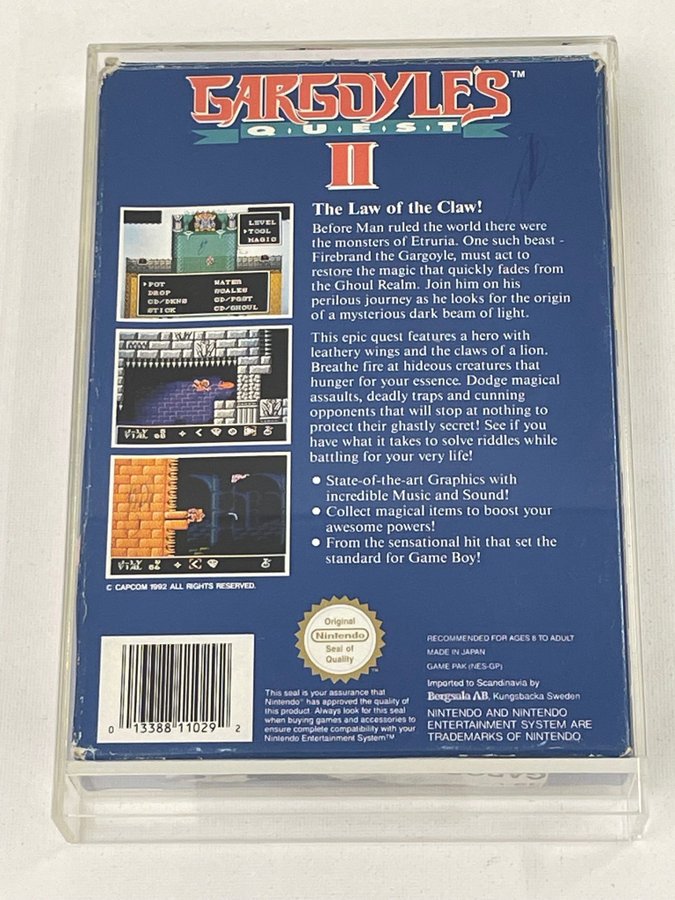 GARGOYLE'S™
QUEST
II
The Law of the Claw!
Before Man ruled the world there were
the monsters of Etruria. One such beast -
Firebrand the Gargoyle, must act to
restore the magic that quickly fades from
the Ghoul Realm. Join him on his
perilous journey as he looks for the origin
of a mysterious dark beam of light.
This epic quest features a hero with
leathery wings and the claws of a lion.
Breathe fire at hideous creatures that
hunger for your essence. Dodge magical
assaults, deadly traps and cunning
opponents that will stop at nothing to
protect their ghastly secret! See if you
have what it takes to solve riddles while
battling for your very life!
● State-of-the-art Graphics with
incredible Music and Sound!
● Collect magical items to boost your
awesome powers!
● From the sensational hit that set the
standard for Game Boy!
LEVEL
TOOL
MAGIC
POT WATER
DROP SCALES
CD/DKNS CD/FGST
STICK CD/GHOUL
VIAL
VIAL
© CAPCOM 1992 ALL RIGHTS RESERVED.
0 13388 11029 2
Original
Nintendo
Seal of
Quality
™
This seal is your assurance that
Nintendo® has approved the quality of
this product. Always look for this seal
when buying games and accessories to
ensure complete compatibility with your
Nintendo Entertainment System™
RECOMMENDED FOR AGES 8 TO ADULT
MADE IN JAPAN
GAME PAK (NES-GP)
Imported to Scandinavia by
Bergsala AB, Kungsbacka Sweden
NINTENDO AND NINTENDO
ENTERTAINMENT SYSTEM ARE
TRADEMARKS OF NINTENDO